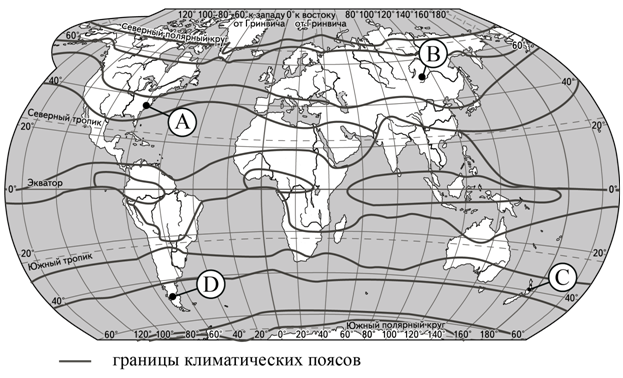 120° 100°-80°-60° к западу 0° к востоку 80° 100° 120° 140° 160° 180°
от Гринвича от Гринвича
Северный полярный круг
60° 60°
B
40° 40°
A
Северный тропик
20° 20°
Экватор 0° 0°
20° 20°
Южный тропик
D C
40° 40°
Южный полярный круг
60° 120° 140° 120° 100° 80° 60° 40° 20° 0° 20° 40° 60° 80° 100° 120° 140° 160° 180° 60°
границы климатических поясов